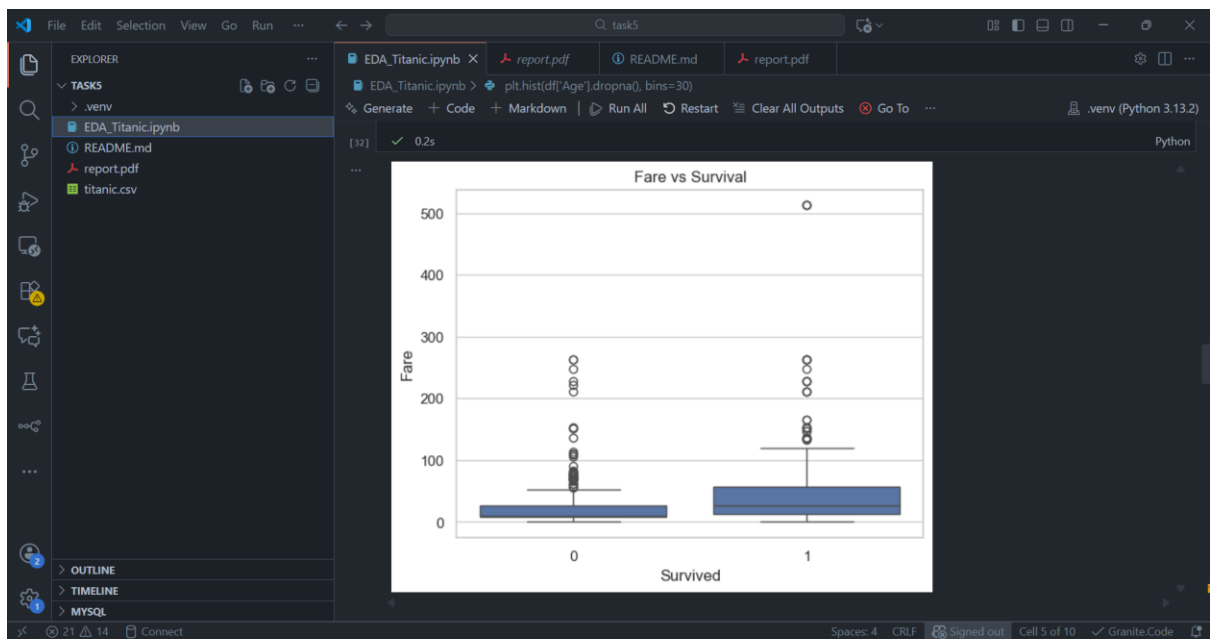 File Edit Selection View Go Run ··· task5
EXPLORER ···
TASK5
.venv
EDA_Titanic.ipynb
README.md
report.pdf
titanic.csv
OUTLINE
TIMELINE
MYSQL
EDA_Titanic.ipynb report.pdf README.md report.pdf
EDA_Titanic.ipynb > plt.hist(df['Age'].dropna(), bins=30)
Generate + Code + Markdown | Run All Restart Clear All Outputs Go To ··· .venv (Python 3.13.2)
[32] 0.2s Python
Fare vs Survival
500
400
300
200
100
0
Fare
0 1
Survived
2
1
21 14 Connect Spaces: 4 CRLF Signed out Cell 5 of 10 Granite.Code